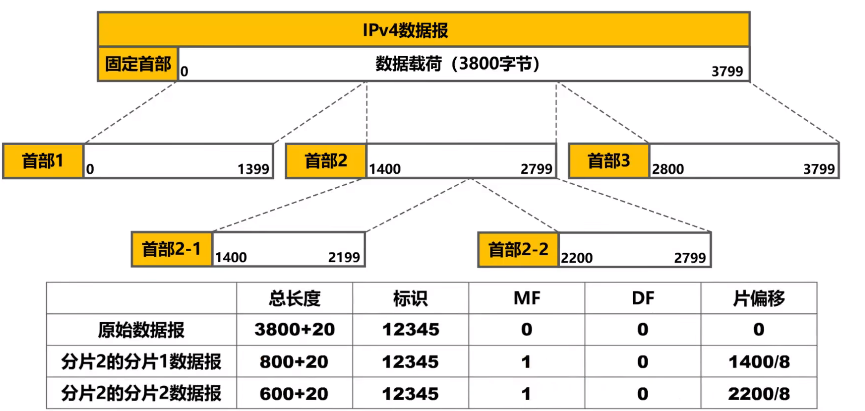 IPv4数据报
固定首部 0 数据载荷（3800字节） 3799
首部1 0 1399 首部2 1400 2799 首部3 2800 3799
首部2-1 1400 2199 首部2-2 2200 2799
总长度 标识 MF DF 片偏移
原始数据报 3800+20 12345 0 0 0
分片2的分片1数据报 800+20 12345 1 0 1400/8
分片2的分片2数据报 600+20 12345 1 0 2200/8